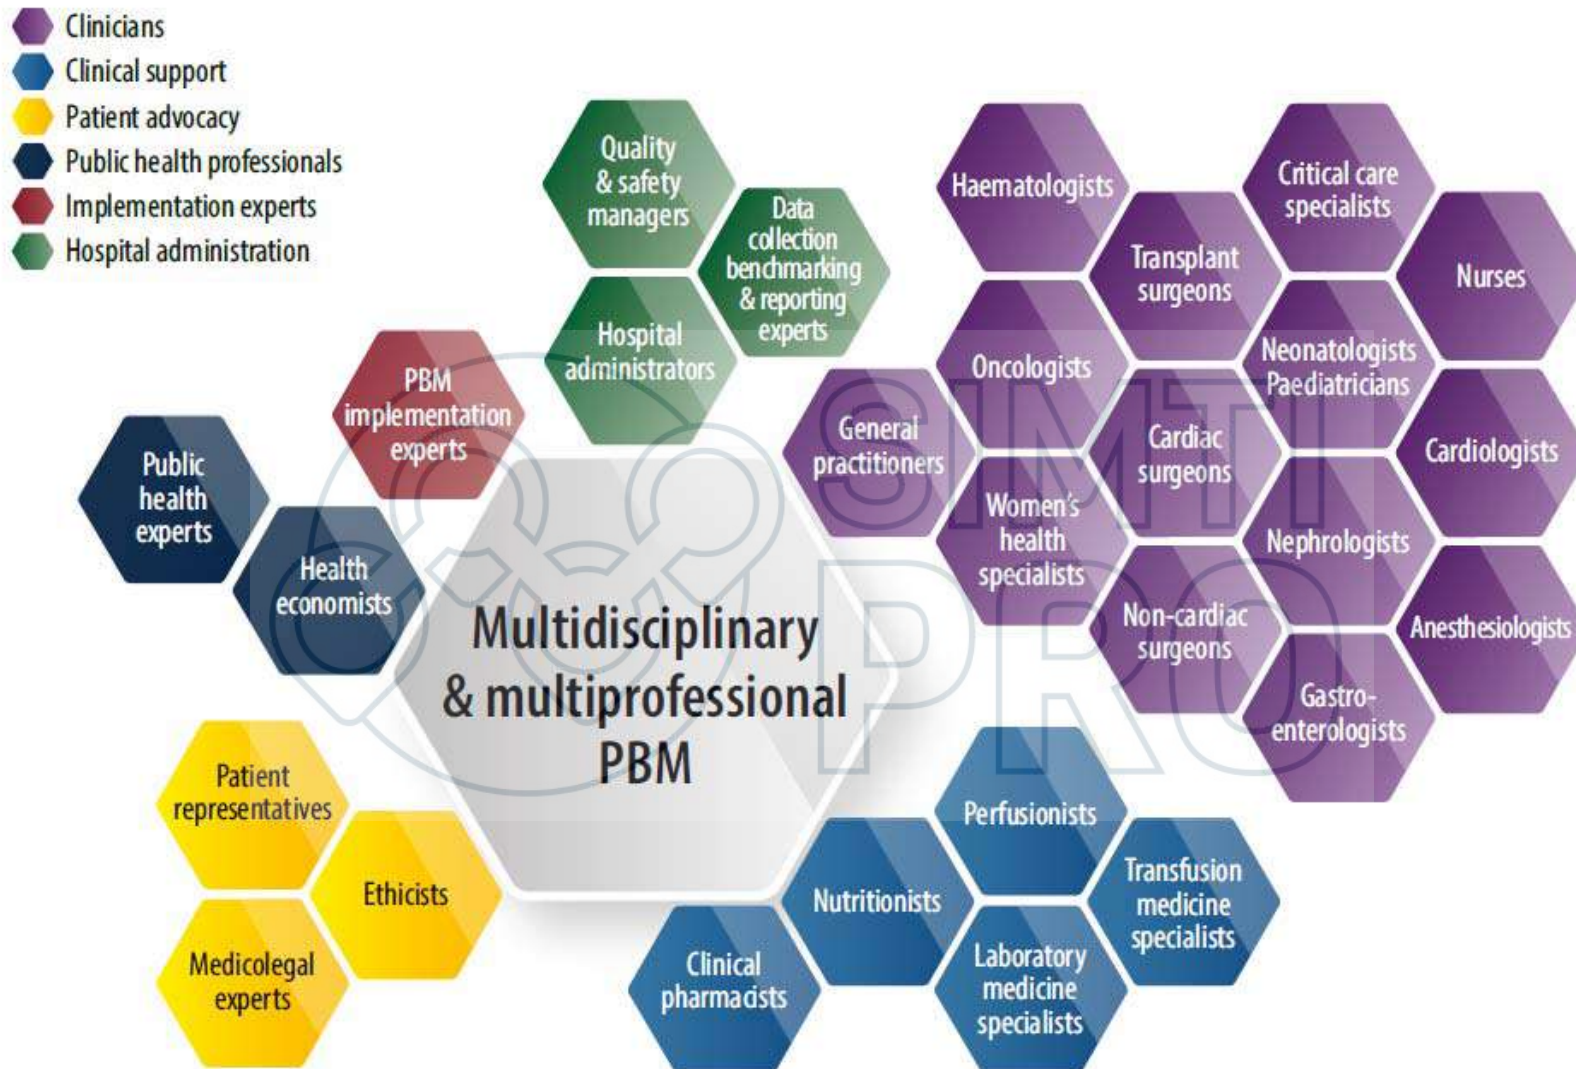 Clinicians
Clinical support
Patient advocacy
Public health professionals
Implementation experts
Hospital administration
Quality
& safety
managers
Data
collection
benchmarking
& reporting
experts
Hospital
administrators
PBM
implementation
experts
Public
health
experts
Health
economists
Multidisciplinary
& multiprofessional
PBM
Haematologists
Critical care
specialists
Transplant
surgeons
Nurses
Oncologists
Neonatologists
Paediatricians
General
practitioners
Cardiac
surgeons
Cardiologists
Women's
health
specialists
Nephrologists
Non-cardiac
surgeons
Anesthesiologists
Gastro-
enterologists
Patient
representatives
Ethicists
Medicolegal
experts
Perfusionists
Nutritionists
Transfusion
medicine
specialists
Clinical
pharmacists
Laboratory
medicine
specialists
SIMTI
PRO